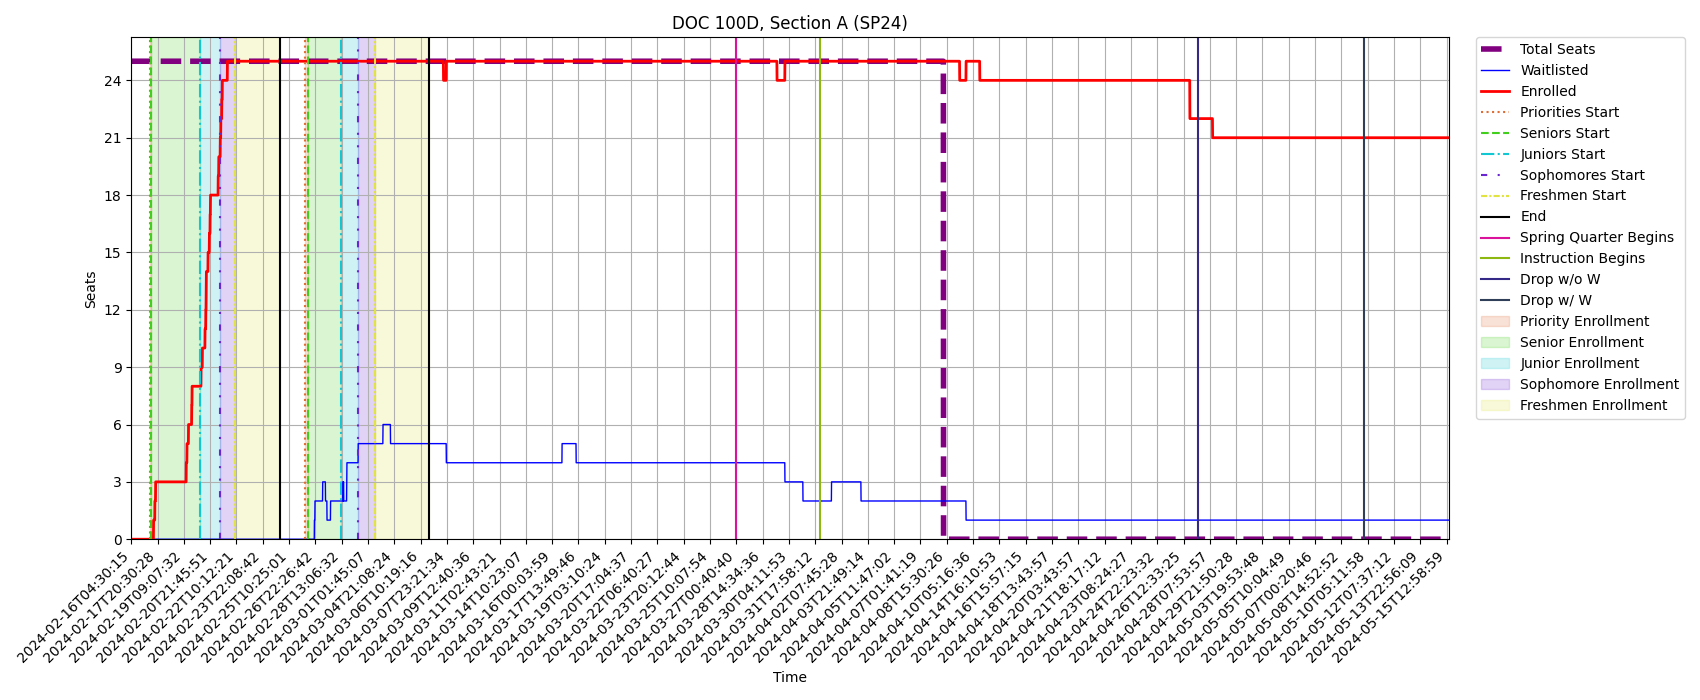 DOC 100D, Section A (SP24)
Seats
24
21
18
15
12
9
6
3
0
2024-02-16T04:30:15
2024-02-17T20:30:28
2024-02-19T09:07:32
2024-02-20T21:45:51
2024-02-22T10:12:21
2024-02-23T22:08:42
2024-02-25T10:25:01
2024-02-26T22:26:42
2024-02-28T13:06:32
2024-03-01T01:45:07
2024-03-04T21:08:24
2024-03-06T10:19:16
2024-03-07T23:21:34
2024-03-09T12:40:36
2024-03-11T02:43:21
2024-03-14T10:23:07
2024-03-16T00:03:59
2024-03-17T13:49:46
2024-03-19T03:10:24
2024-03-20T17:04:37
2024-03-22T06:40:27
2024-03-23T20:12:44
2024-03-25T10:07:54
2024-03-27T00:40:40
2024-03-28T14:34:36
2024-03-30T04:11:53
2024-03-31T17:58:12
2024-04-02T07:45:28
2024-04-03T21:49:14
2024-04-05T11:47:02
2024-04-07T01:41:19
2024-04-08T15:30:26
2024-04-10T05:16:36
2024-04-14T16:10:53
2024-04-16T15:57:15
2024-04-18T13:43:57
2024-04-20T03:43:57
2024-04-21T18:17:12
2024-04-23T08:24:27
2024-04-24T22:23:32
2024-04-26T12:33:25
2024-04-28T07:53:57
2024-04-29T21:50:28
2024-05-03T19:53:48
2024-05-05T10:04:49
2024-05-07T00:20:46
2024-05-08T14:52:52
2024-05-10T05:11:58
2024-05-12T07:37:12
2024-05-13T22:56:09
2024-05-15T12:58:59
Time
Total Seats
Waitlisted
Enrolled
Priorities Start
Seniors Start
Juniors Start
Sophomores Start
Freshmen Start
End
Spring Quarter Begins
Instruction Begins
Drop w/o W
Drop w/ W
Priority Enrollment
Senior Enrollment
Junior Enrollment
Sophomore Enrollment
Freshmen Enrollment